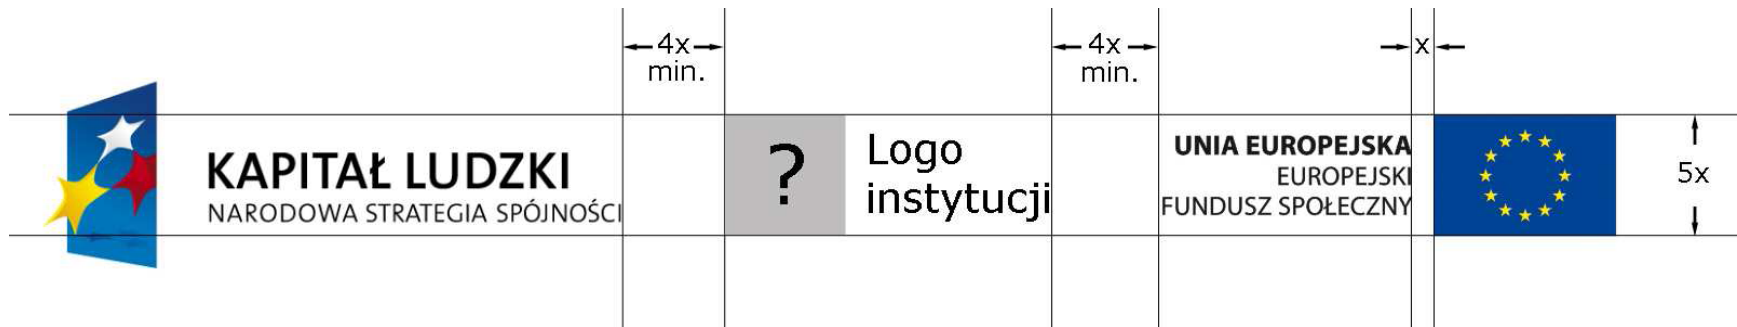 4x
min.
4x
min.
x
KAPITAŁ LUDZKI
NARODOWA STRATEGIA SPÓJNOŚCI
?
Logo
instytucji
UNIA EUROPEJSKA
EUROPEJSKI
FUNDUSZ SPOŁECZNY
5x